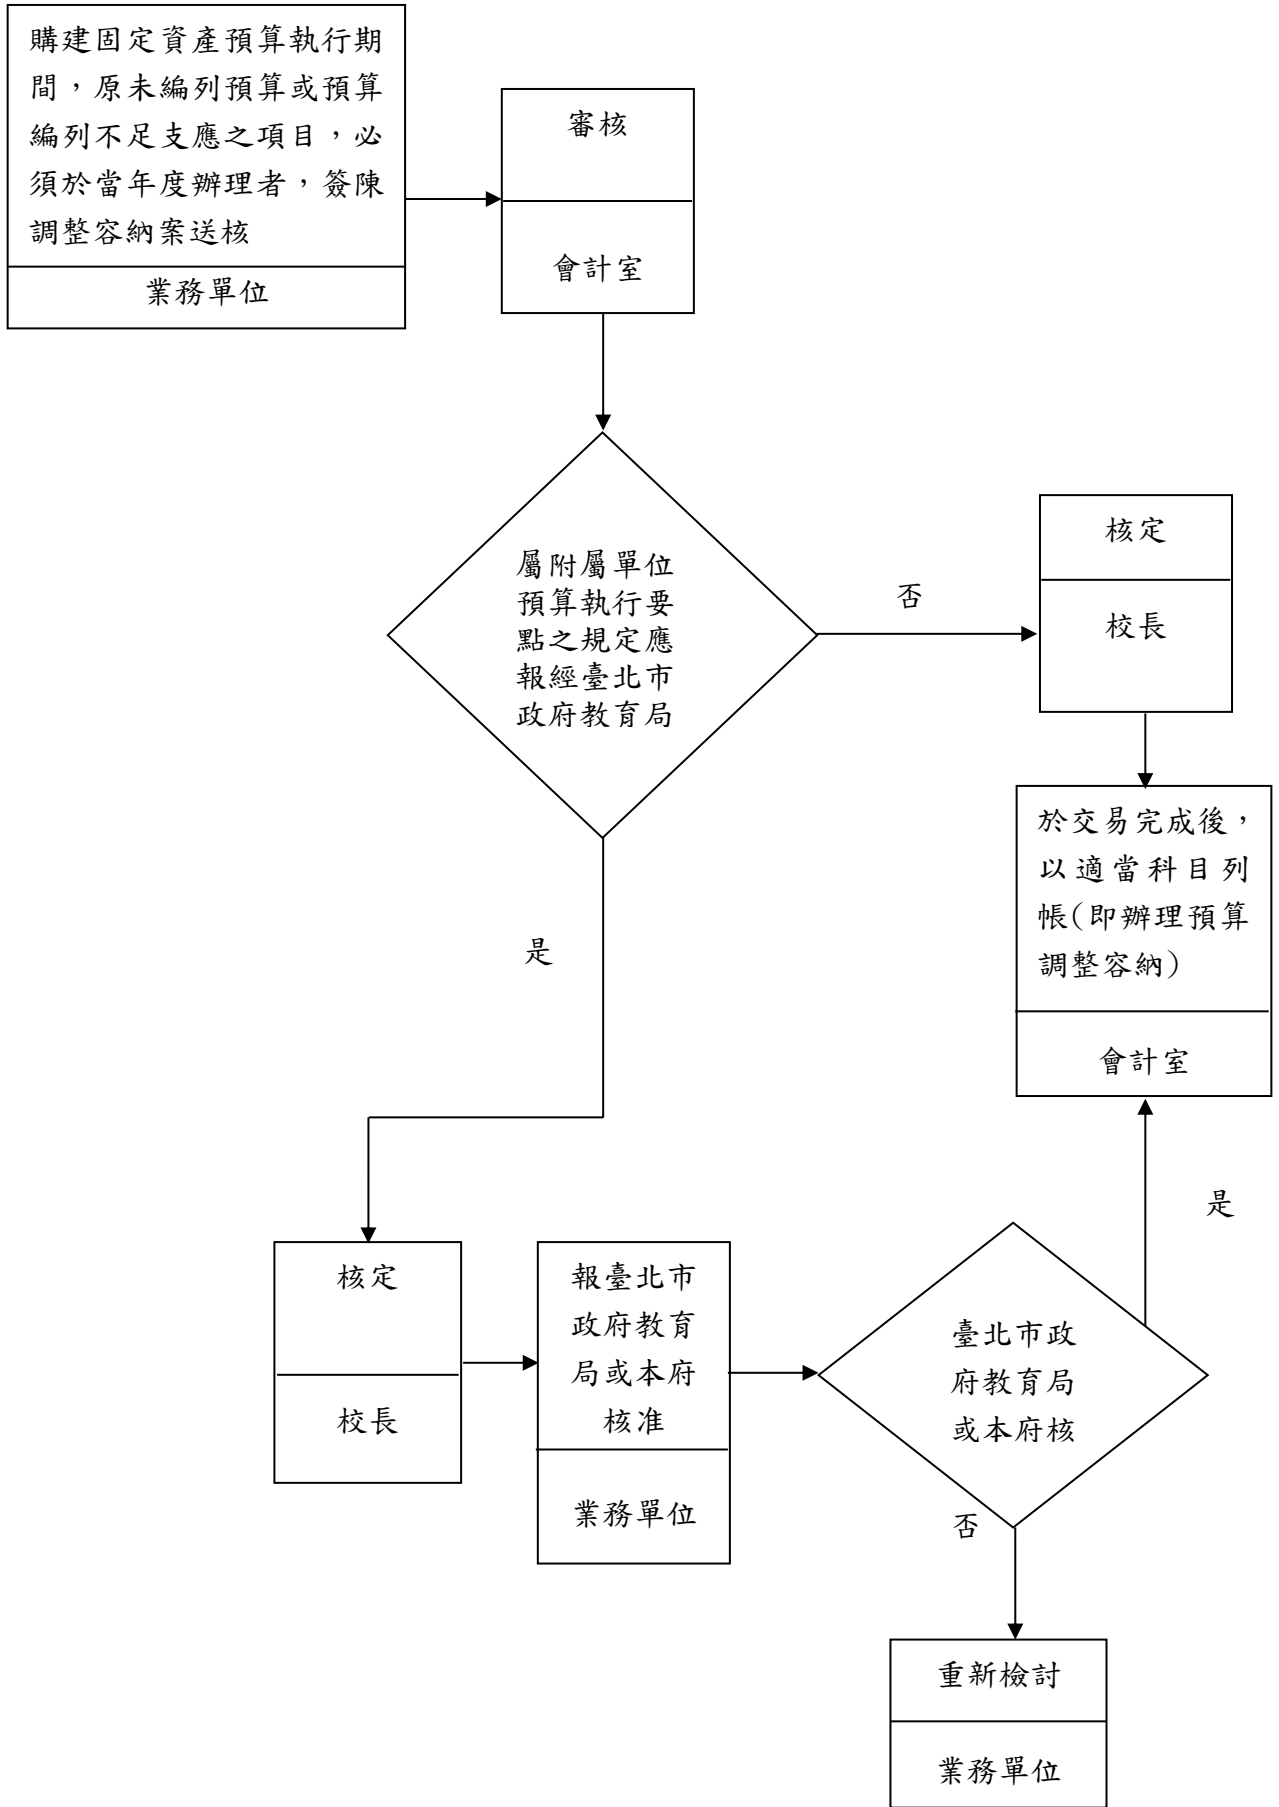 購建固定資產預算執行期
間，原未編列預算或預算
編列不足支應之項目，必
須於當年度辦理者，簽陳
調整容納案送核
業務單位
審核
會計室
屬附屬單位
預算執行要
點之規定應
報經臺北市
政府教育局
否
核定
校長
於交易完成後，
以適當科目列
帳(即辦理預算
調整容納)
會計室
是
是
核定
校長
報臺北市
政府教育
局或本府
核准
業務單位
臺北市政
府教育局
或本府核
否
重新檢討
業務單位